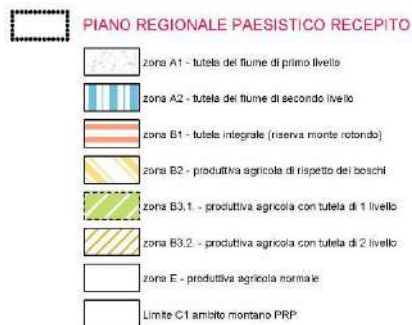 PIANO REGIONALE PAESISTICO RECEPITO
zona A1 - tutela del fiume di primo livello
zona A2 - tutela del fiume di secondo livello
zona B1 - tutela integrale (riserva monte rotondo)
zona B2 - produttiva agricola di rispetto dei boschi
zona B3.1. - produttiva agricola con tutela di 1 livello
zona B3.2. - produttiva agricola con tutela di 2 livello
zona E - produttiva agricola normale
Limite C1 ambito montano PRP